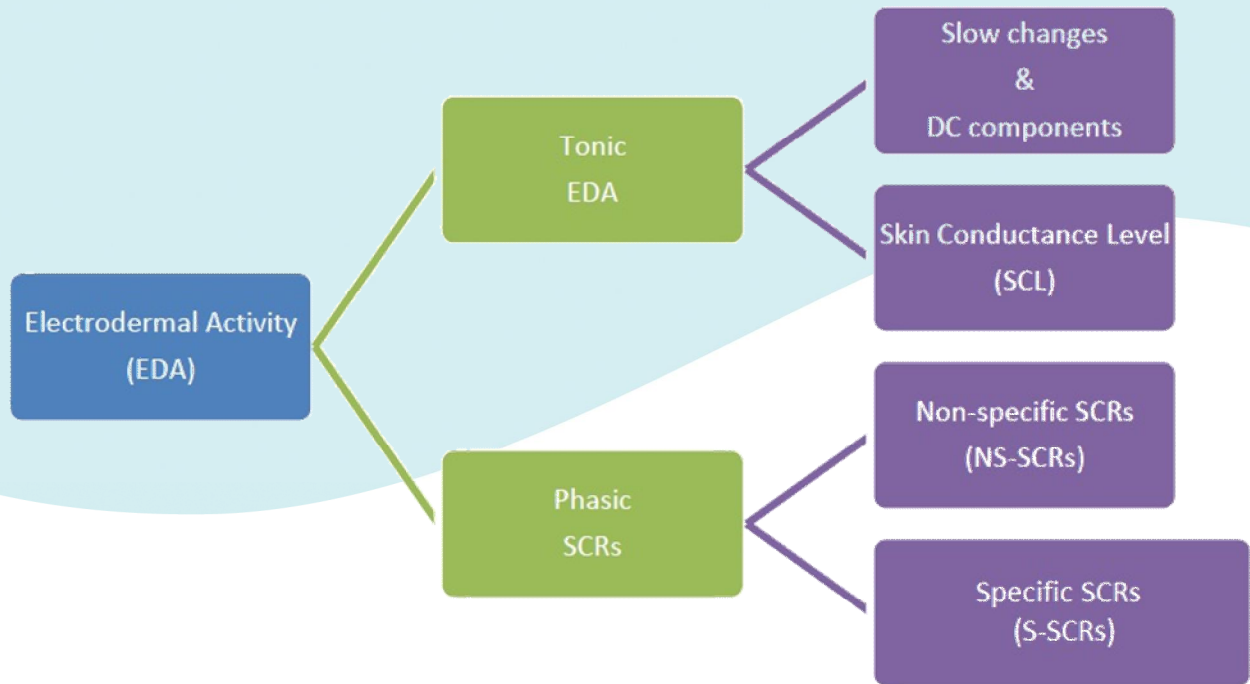 Electrodermal Activity
(EDA)
Tonic
EDA
Phasic
SCRs
Slow changes
&
DC components
Skin Conductance Level
(SCL)
Non-specific SCRs
(NS-SCRs)
Specific SCRs
(S-SCRs)